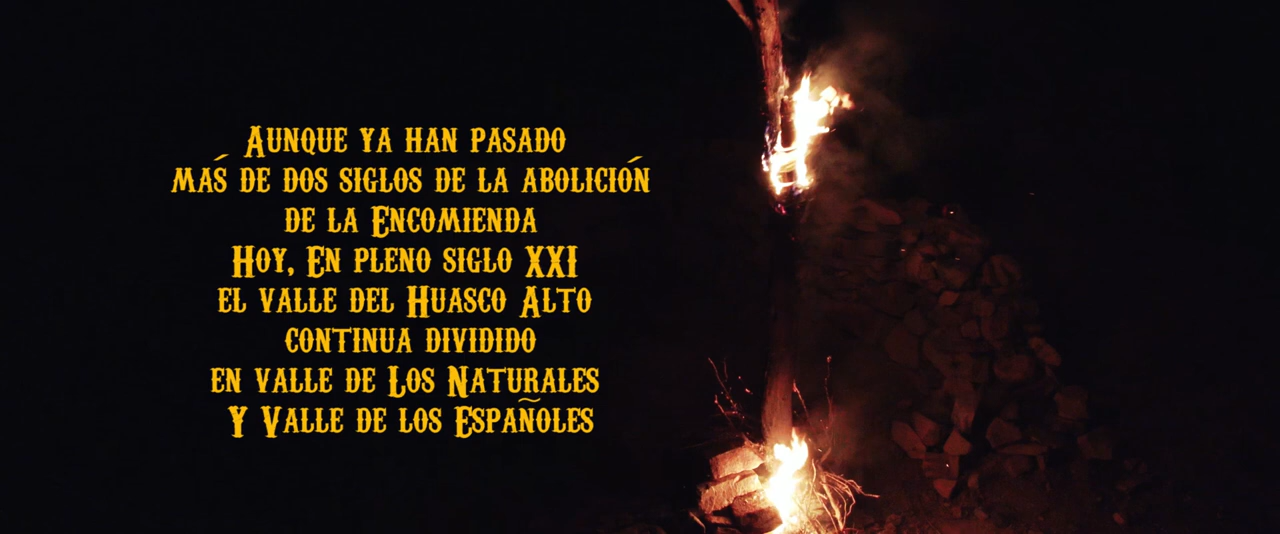 Aunque ya han pasado
más de dos siglos de la abolición
de la Encomienda
Hoy, En pleno siglo XXI
el valle del Huasco Alto
continua dividido
en valle de Los Naturales
Y Valle de los Españoles